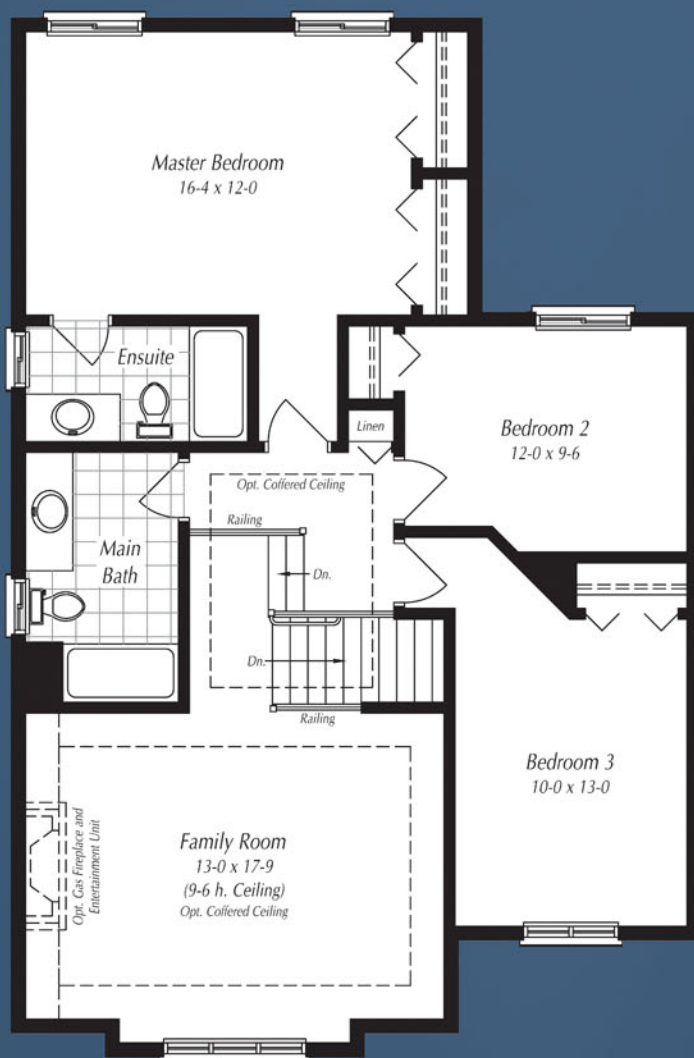 Master Bedroom
16-4 x 12-0
Ensuite
Linen
Bedroom 2
12-0 x 9-6
Opt. Coffered Ceiling
Railing
Main
Bath
Dn.
Dn.
Railing
Bedroom 3
10-0 x 13-0
Opt. Gas Fireplace and
Entertainment Unit
Family Room
13-0 x 17-9
(9-6 h. Ceiling)
Opt. Coffered Ceiling